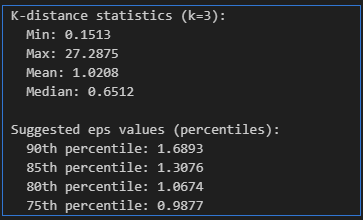 K-distance statistics (k=3):
Min: 0.1513
Max: 27.2875
Mean: 1.0208
Median: 0.6512
Suggested eps values (percentiles):
90th percentile: 1.6893
85th percentile: 1.3076
80th percentile: 1.0674
75th percentile: 0.9877